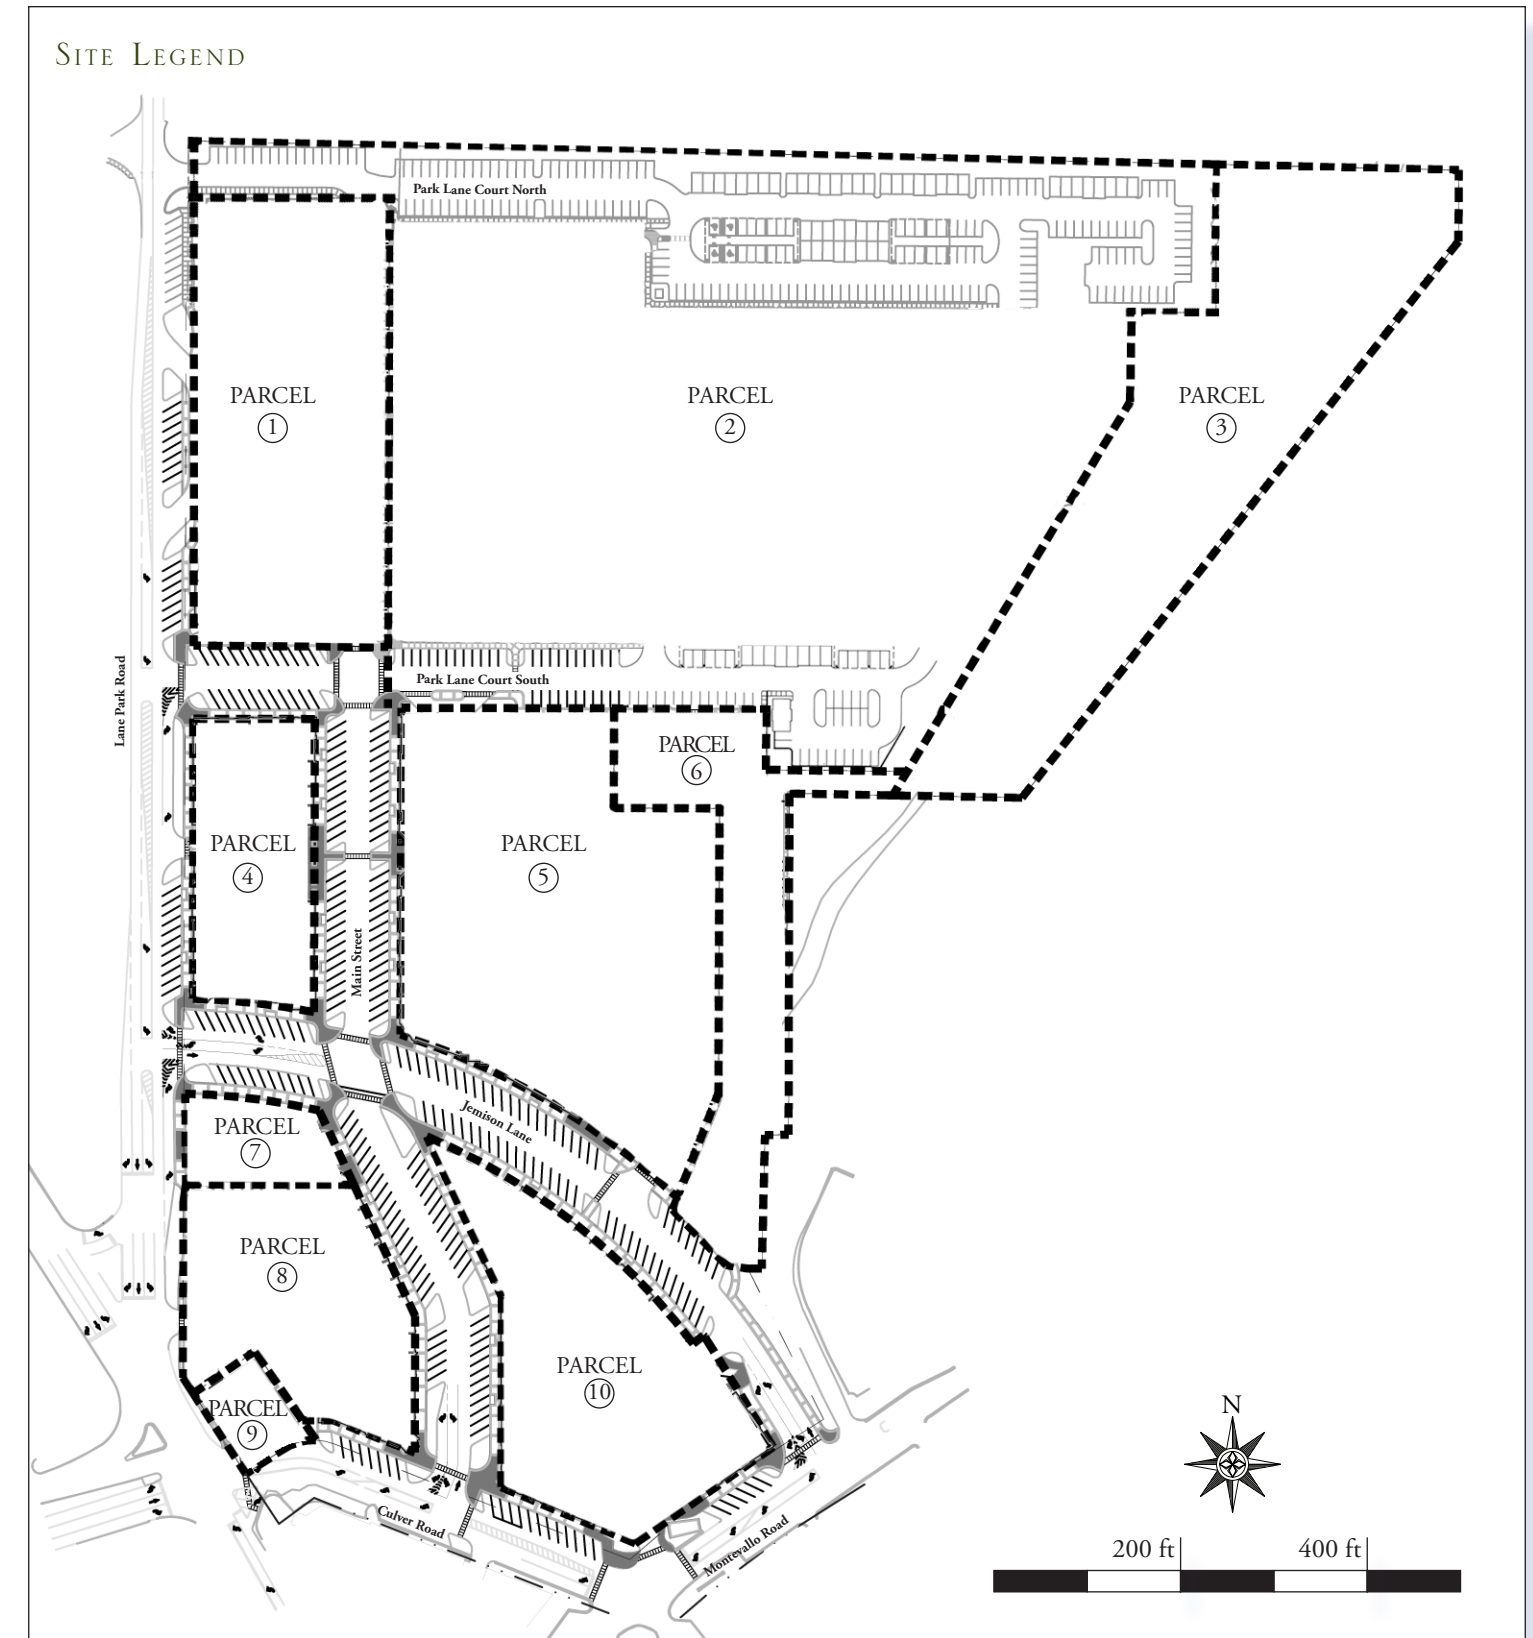 SITE LEGEND
Park Lane Court North
PARCEL
1
PARCEL
2
PARCEL
3
Lane Park Road
Park Lane Court South
PARCEL
6
PARCEL
4
PARCEL
5
Main Street
Jemison Lane
PARCEL
7
PARCEL
8
PARCEL
10
PARCEL
9
Culver Road
Montevallo Road
N
200 ft
400 ft